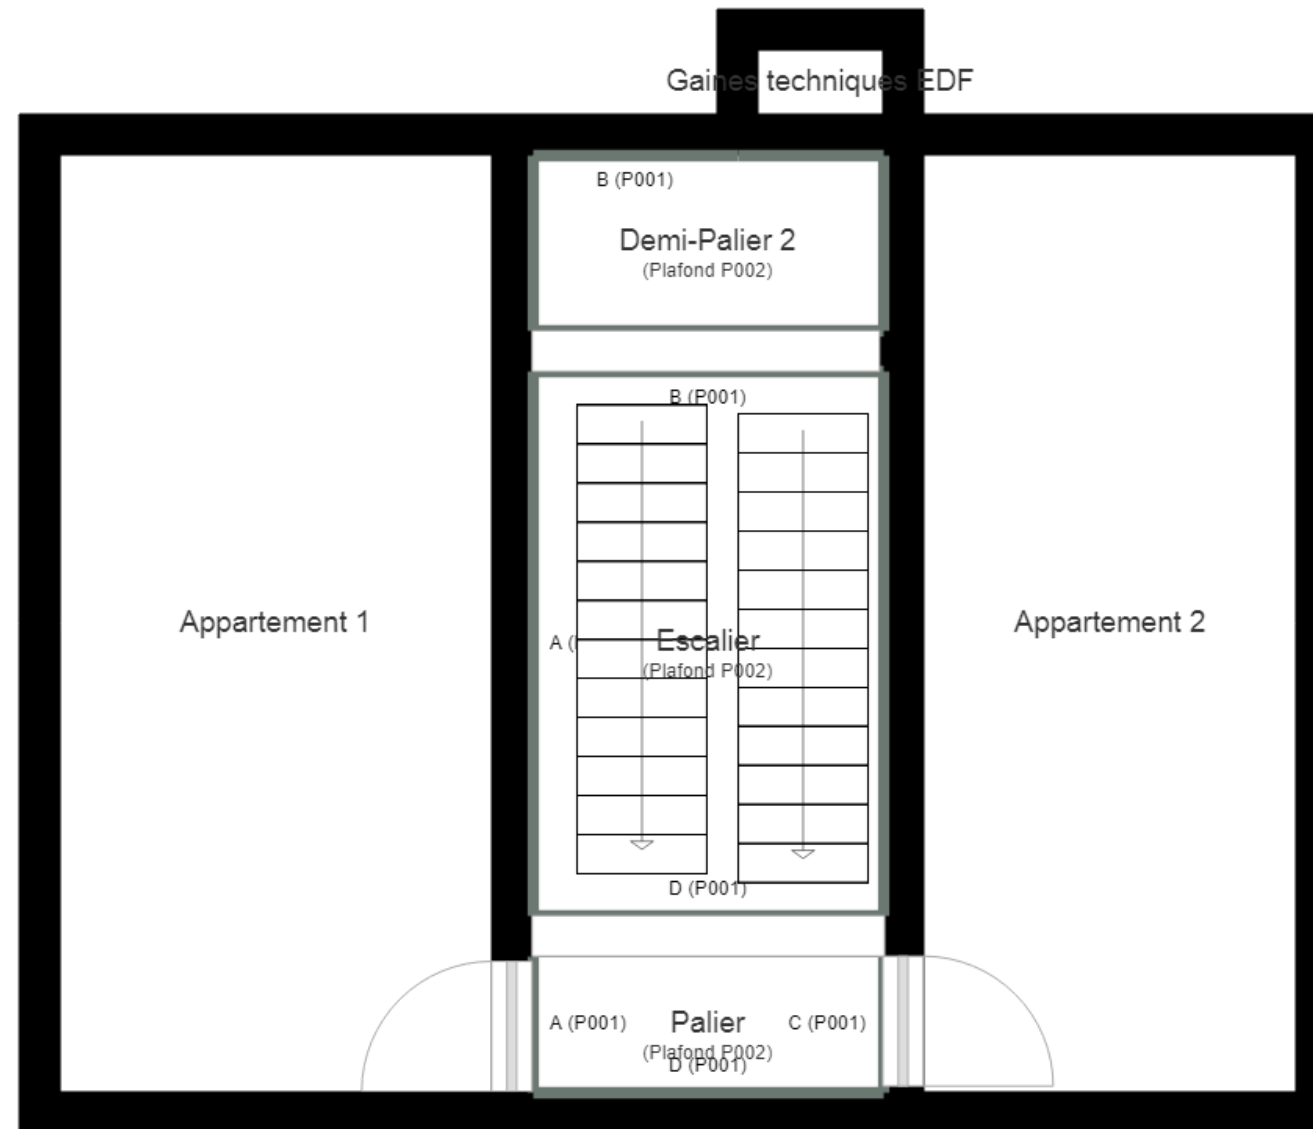 Gaines techniques EDF
B (P001)
Demi-Palier 2
(Plafond P002)
B (P001)
Appartement 1
A (
Escalier
(Plafond P002)
Appartement 2
D (P001)
A (P001)
Palier
C (P001)
(Plafond P002)
D (P001)